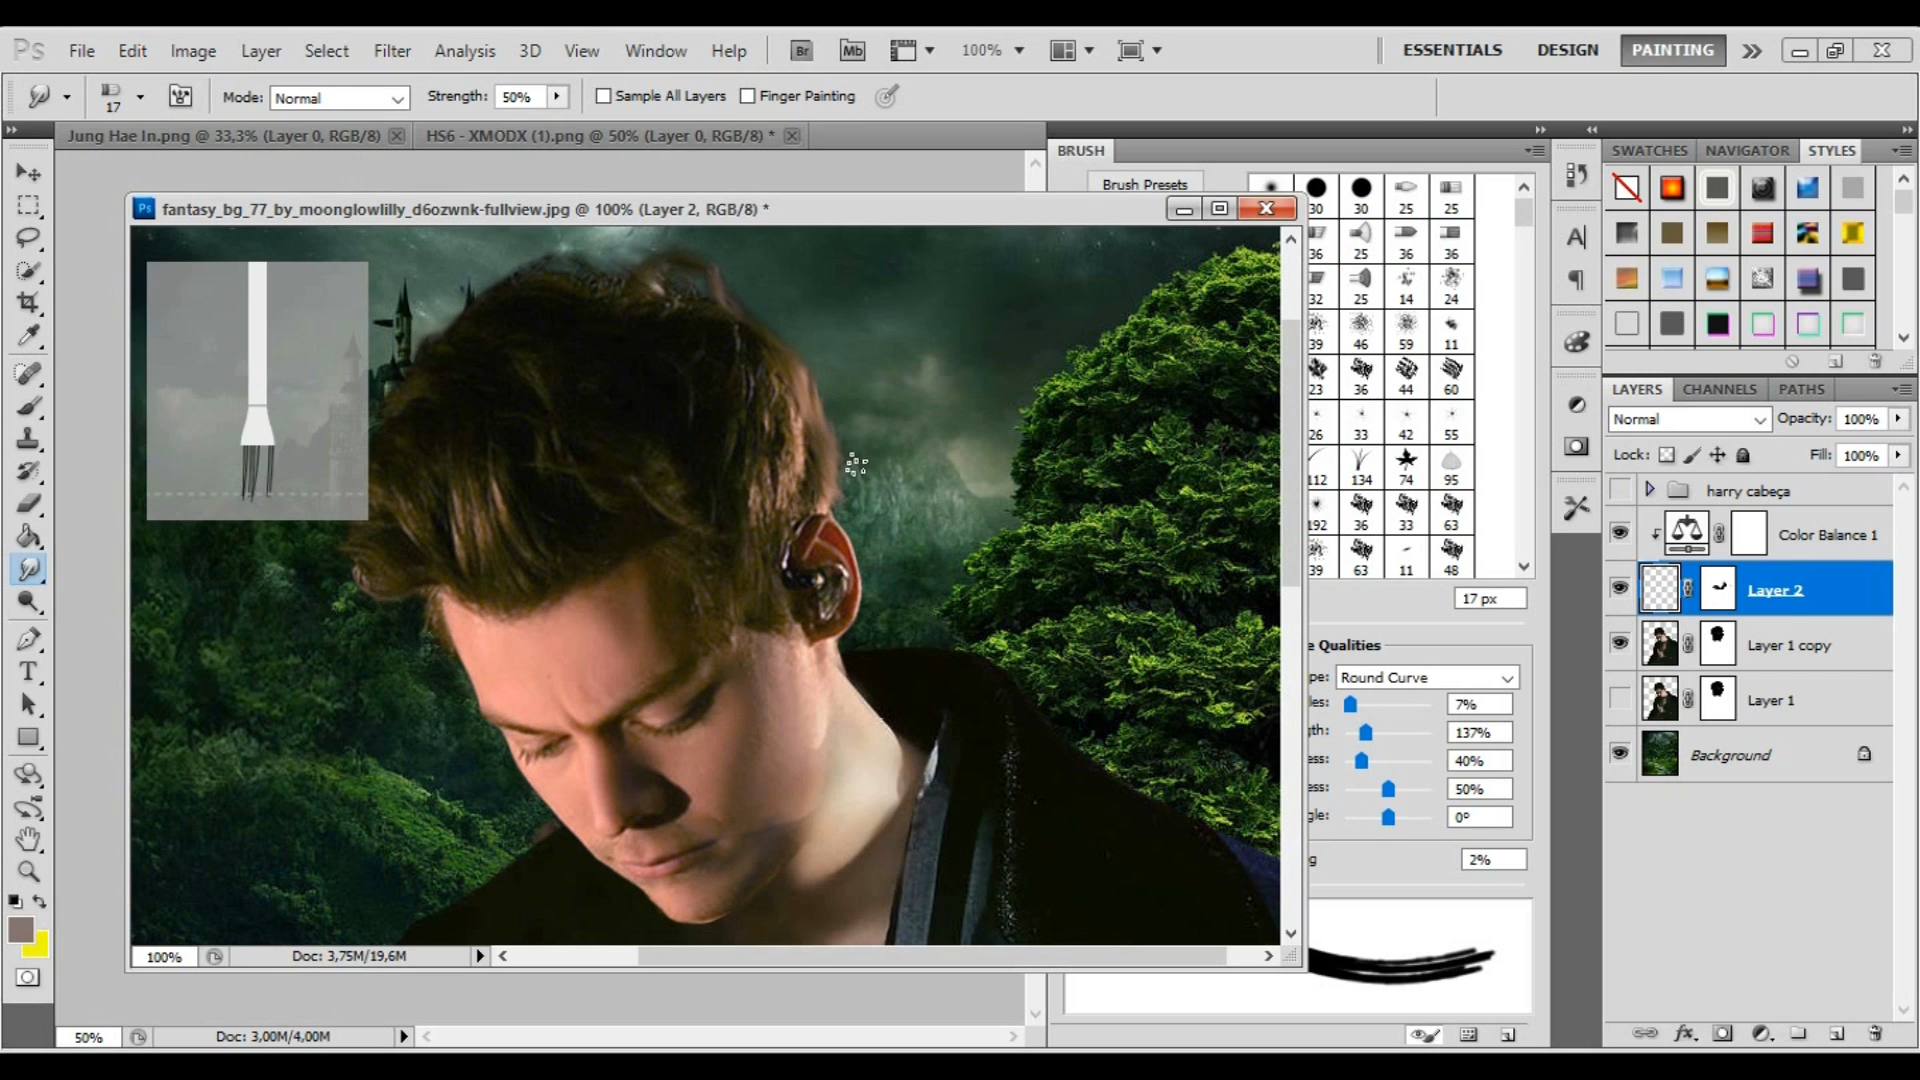 Ps File Edit Image Layer Select Filter Analysis 3D View Window Help Br Mb 100% ESSENTIALS DESIGN PAINTING
17 Mode: Normal Strength: 50% Sample All Layers Finger Painting
Jung Hae In.png @ 33,3% (Layer 0, RGB/8) HS6 - XMODX (1).png @ 50% (Layer 0, RGB/8) *
BRUSH
Brush Presets
30 30 25 25
36 25 36 36
32 25 14 24
39 46 59 11
23 36 44 60
26 33 42 55
112 134 74 95
192 36 33 63
39 63 11 48
17 px
e Qualities
pe: Round Curve
les: 7%
gth: 137%
ess: 40%
ess: 50%
gle: 0°
g 2%
Ps fantasy_bg_77_by_moonglowlilly_d6ozwnk-fullview.jpg @ 100% (Layer 2, RGB/8) *
100% Doc: 3,75M/19,6M
50% Doc: 3,00M/4,00M
SWATCHES NAVIGATOR STYLES
LAYERS CHANNELS PATHS
Normal Opacity: 100%
Lock: Fill: 100%
harry cabeça
Color Balance 1
Layer 2
Layer 1 copy
Layer 1
Background
fx